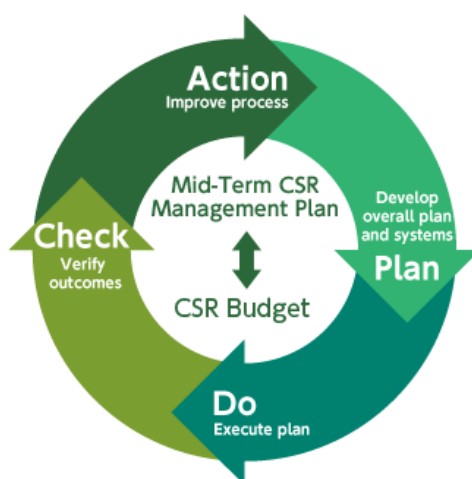 Action
Improve process
Develop
overall plan
and systems
Plan
Mid-Term CSR
Management Plan
CSR Budget
Check
Verify
outcomes
Do
Execute plan